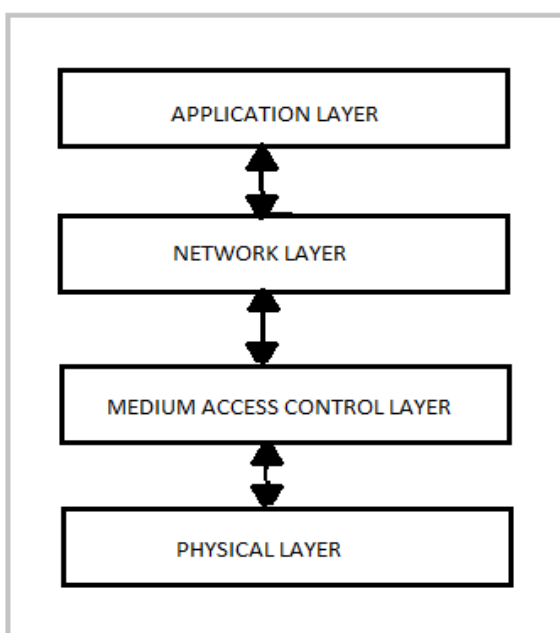 APPLICATION LAYER
NETWORK LAYER
MEDIUM ACCESS CONTROL LAYER
PHYSICAL LAYER